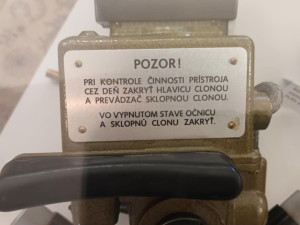 POZOR!
PRI KONTROLE ČINNOSTI PRÍSTROJA
CEZ DEŇ ZAKRYŤ HLAVICU CLONOU
A PREVÁDZAČ SKLOPNOU CLONOU.
VO VYPNUTOM STAVE OČNICU
A SKLOPNÚ CLONU ZAKRYŤ.